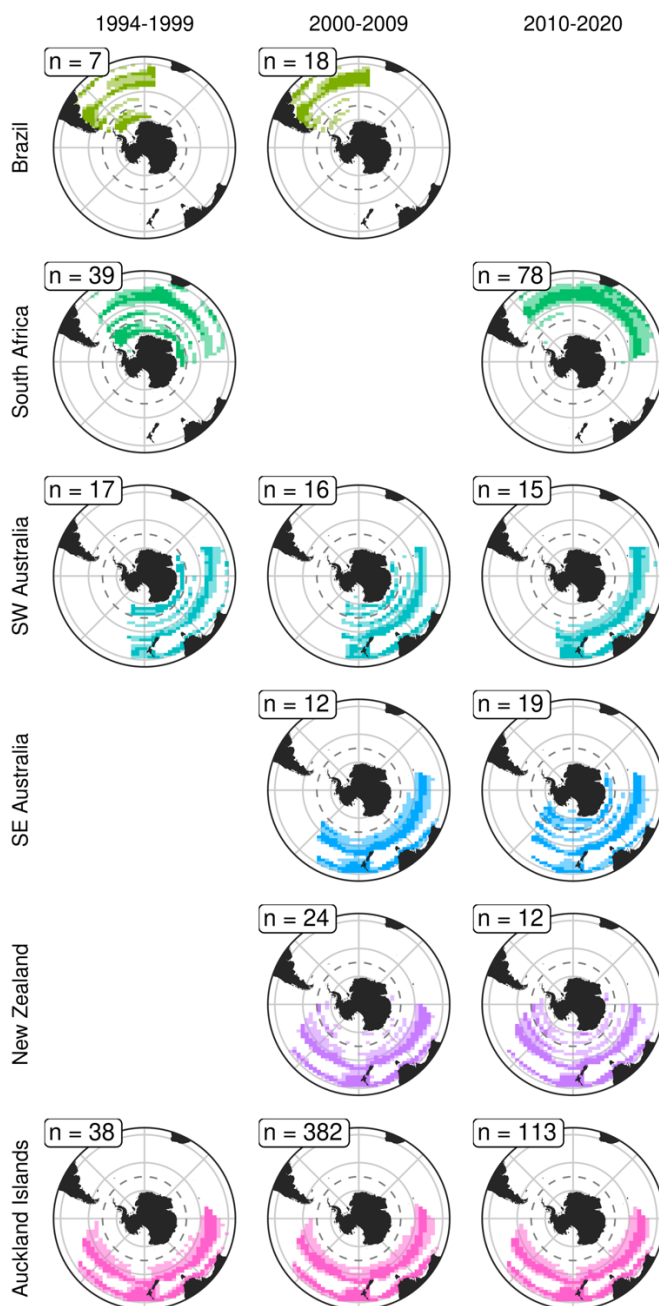 1994-1999 2000-2009 2010-2020
Brazil
n = 7
n = 18
South Africa
n = 39
n = 78
SW Australia
n = 17
n = 16
n = 15
SE Australia
n = 12
n = 19
New Zealand
n = 24
n = 12
Auckland Islands
n = 38
n = 382
n = 113